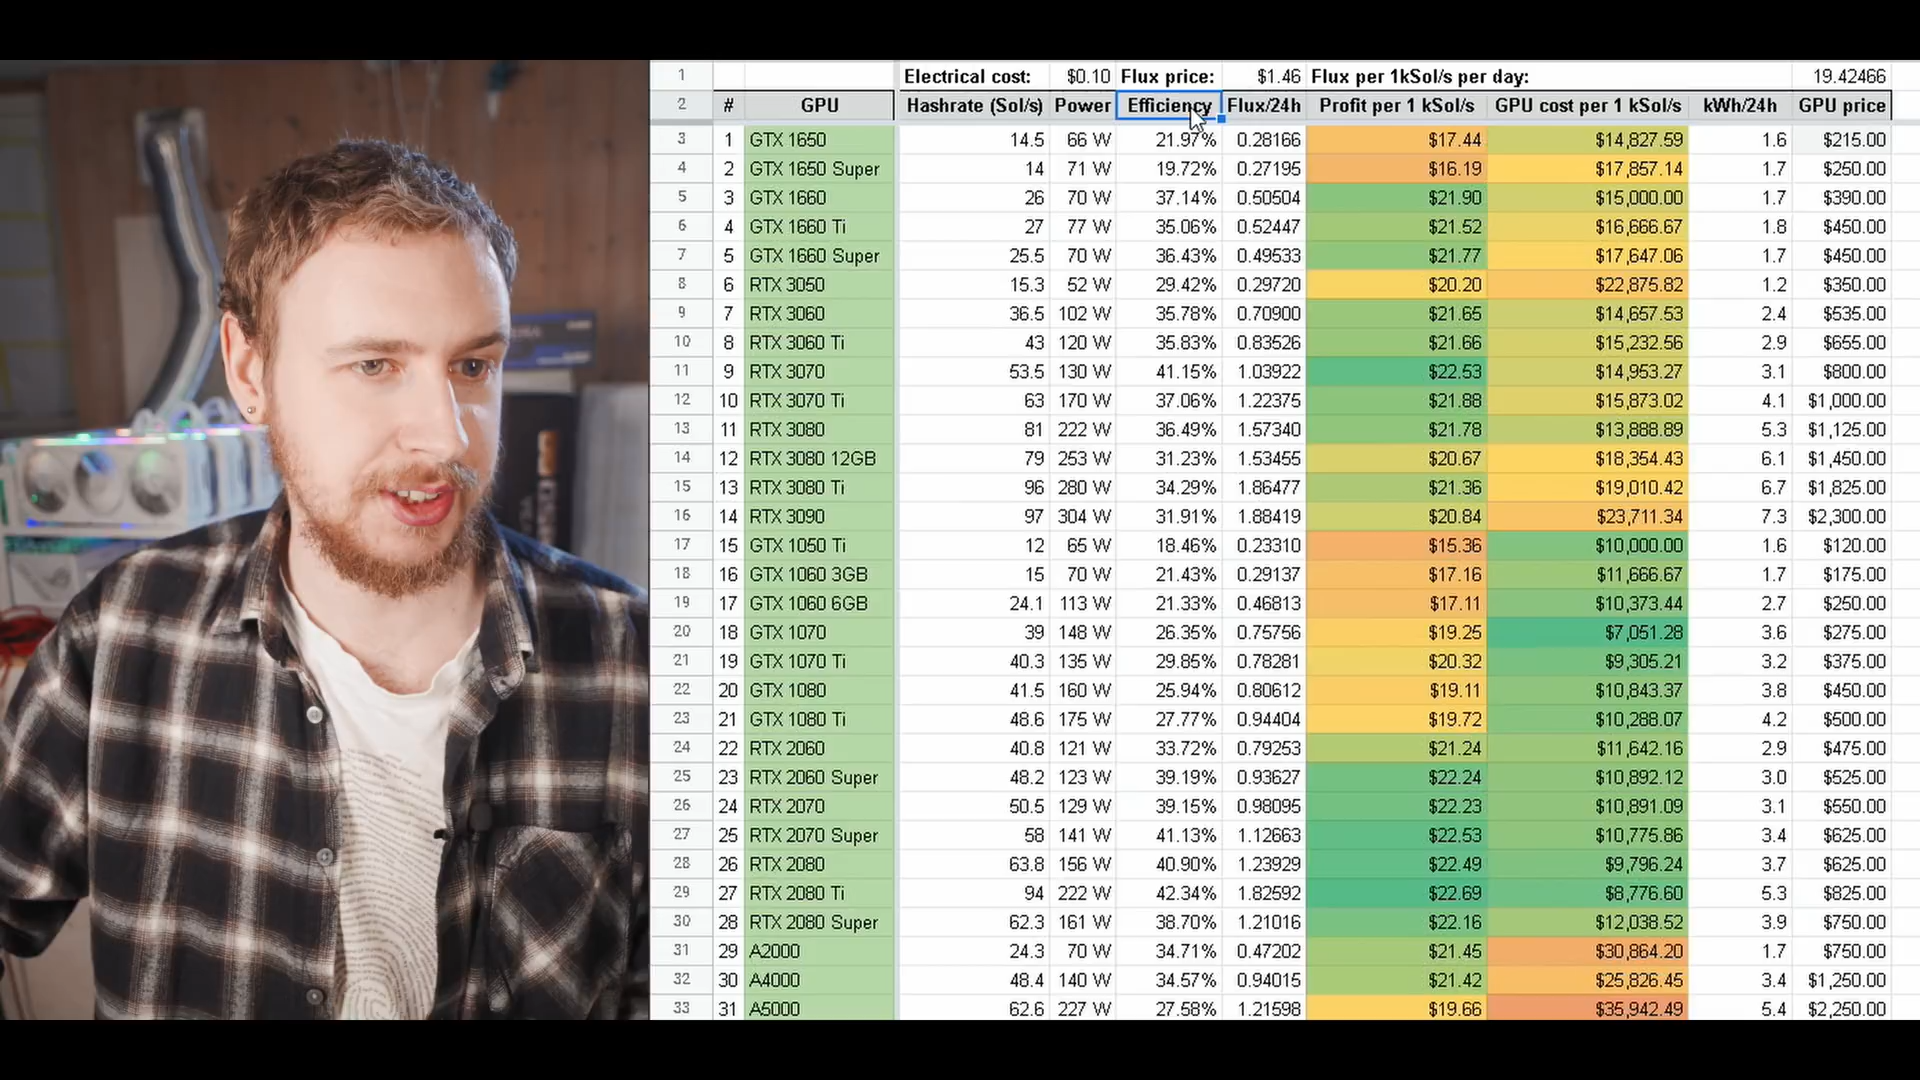 1 Electrical cost: $0.10 Flux price: $1.46 Flux per 1kSol/s per day: 19.42466
2 # GPU Hashrate (Sol/s) Power Efficiency Flux/24h Profit per 1 kSol/s GPU cost per 1 kSol/s kWh/24h GPU price
3 1 GTX 1650 14.5 66 W 21.97% 0.28166 $17.44 $14,827.59 1.6 $215.00
4 2 GTX 1650 Super 14 71 W 19.72% 0.27195 $16.19 $17,857.14 1.7 $250.00
5 3 GTX 1660 26 70 W 37.14% 0.50504 $21.90 $15,000.00 1.7 $390.00
6 4 GTX 1660 Ti 27 77 W 35.06% 0.52447 $21.52 $16,666.67 1.8 $450.00
7 5 GTX 1660 Super 25.5 70 W 36.43% 0.49533 $21.77 $17,647.06 1.7 $450.00
8 6 RTX 3050 15.3 52 W 29.42% 0.29720 $20.20 $22,875.82 1.2 $350.00
9 7 RTX 3060 36.5 102 W 35.78% 0.70900 $21.65 $14,657.53 2.4 $535.00
10 8 RTX 3060 Ti 43 120 W 35.83% 0.83526 $21.66 $15,232.56 2.9 $655.00
11 9 RTX 3070 53.5 130 W 41.15% 1.03922 $22.53 $14,953.27 3.1 $800.00
12 10 RTX 3070 Ti 63 170 W 37.06% 1.22375 $21.88 $15,873.02 4.1 $1,000.00
13 11 RTX 3080 81 222 W 36.49% 1.57340 $21.78 $13,888.89 5.3 $1,125.00
14 12 RTX 3080 12GB 79 253 W 31.23% 1.53455 $20.67 $18,354.43 6.1 $1,450.00
15 13 RTX 3080 Ti 96 280 W 34.29% 1.86477 $21.36 $19,010.42 6.7 $1,825.00
16 14 RTX 3090 97 304 W 31.91% 1.88419 $20.84 $23,711.34 7.3 $2,300.00
17 15 GTX 1050 Ti 12 65 W 18.46% 0.23310 $15.36 $10,000.00 1.6 $120.00
18 16 GTX 1060 3GB 15 70 W 21.43% 0.29137 $17.16 $11,666.67 1.7 $175.00
19 17 GTX 1060 6GB 24.1 113 W 21.33% 0.46813 $17.11 $10,373.44 2.7 $250.00
20 18 GTX 1070 39 148 W 26.35% 0.75756 $19.25 $7,051.28 3.6 $275.00
21 19 GTX 1070 Ti 40.3 135 W 29.85% 0.78281 $20.32 $9,305.21 3.2 $375.00
22 20 GTX 1080 41.5 160 W 25.94% 0.80612 $19.11 $10,843.37 3.8 $450.00
23 21 GTX 1080 Ti 48.6 175 W 27.77% 0.94404 $19.72 $10,288.07 4.2 $500.00
24 22 RTX 2060 40.8 121 W 33.72% 0.79253 $21.24 $11,642.16 2.9 $475.00
25 23 RTX 2060 Super 48.2 123 W 39.19% 0.93627 $22.24 $10,892.12 3.0 $525.00
26 24 RTX 2070 50.5 129 W 39.15% 0.98095 $22.23 $10,891.09 3.1 $550.00
27 25 RTX 2070 Super 58 141 W 41.13% 1.12663 $22.53 $10,775.86 3.4 $625.00
28 26 RTX 2080 63.8 156 W 40.90% 1.23929 $22.49 $9,796.24 3.7 $625.00
29 27 RTX 2080 Ti 94 222 W 42.34% 1.82592 $22.69 $8,776.60 5.3 $825.00
30 28 RTX 2080 Super 62.3 161 W 38.70% 1.21016 $22.16 $12,038.52 3.9 $750.00
31 29 A2000 24.3 70 W 34.71% 0.47202 $21.45 $30,864.20 1.7 $750.00
32 30 A4000 48.4 140 W 34.57% 0.94015 $21.42 $25,826.45 3.4 $1,250.00
33 31 A5000 62.6 227 W 27.58% 1.21598 $19.66 $35,942.49 5.4 $2,250.00